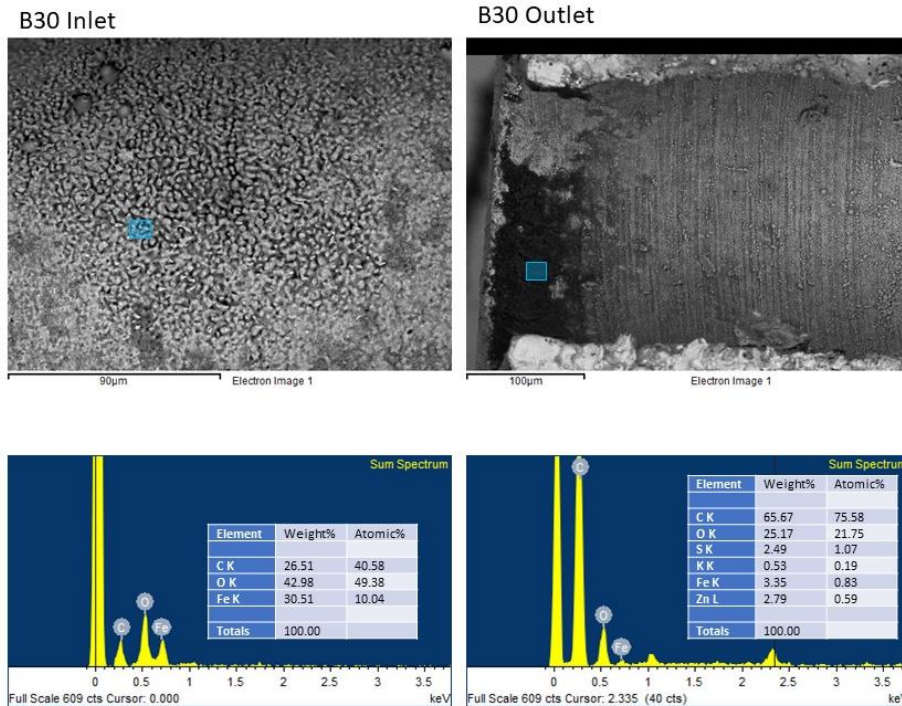 B30 Inlet
B30 Outlet
90µm
Electron Image 1
100µm
Electron Image 1
Sum Spectrum
Element Weight% Atomic%
C K 26.51 40.58
O K 42.98 49.38
Fe K 30.51 10.04
Totals 100.00
C
O
Fe
0 0.5 1 1.5 2 2.5 3 3.5
Full Scale 609 cts Cursor: 0.000
keV
Sum Spectrum
Element Weight% Atomic%
C K 65.67 75.58
O K 25.17 21.75
S K 2.49 1.07
K K 0.53 0.19
Fe K 3.35 0.83
Zn L 2.79 0.59
Totals 100.00
C
O
Fe
0 0.5 1 1.5 2 2.5 3 3.5
Full Scale 609 cts Cursor: 2.335 (40 cts)
keV